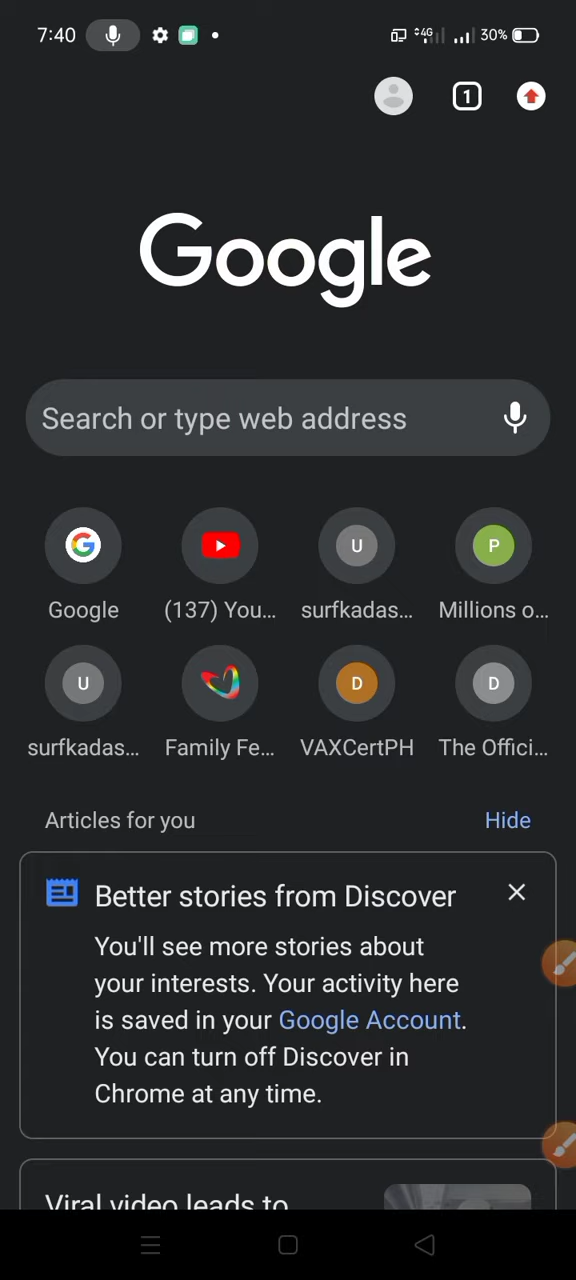 7:40
4G
30%
1
Google
Search or type web address
G
U
P
Google
(137) You...
surfkadas...
Millions o...
U
D
D
surfkadas...
Family Fe...
VAXCertPH
The Offici...
Articles for you
Hide
Better stories from Discover
You'll see more stories about
your interests. Your activity here
is saved in your Google Account.
You can turn off Discover in
Chrome at any time.
Viral video leads to